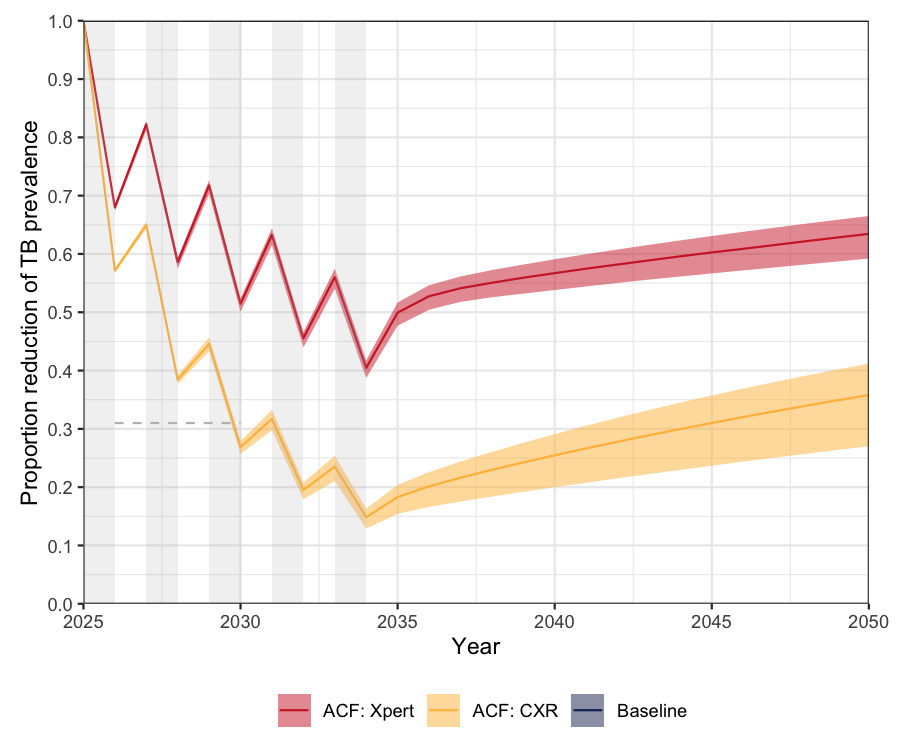 Proportion reduction of TB prevalence
1.0
0.9
0.8
0.7
0.6
0.5
0.4
0.3
0.2
0.1
0.0
2025 2030 2035 2040 2045 2050
Year
ACF: Xpert ACF: CXR Baseline